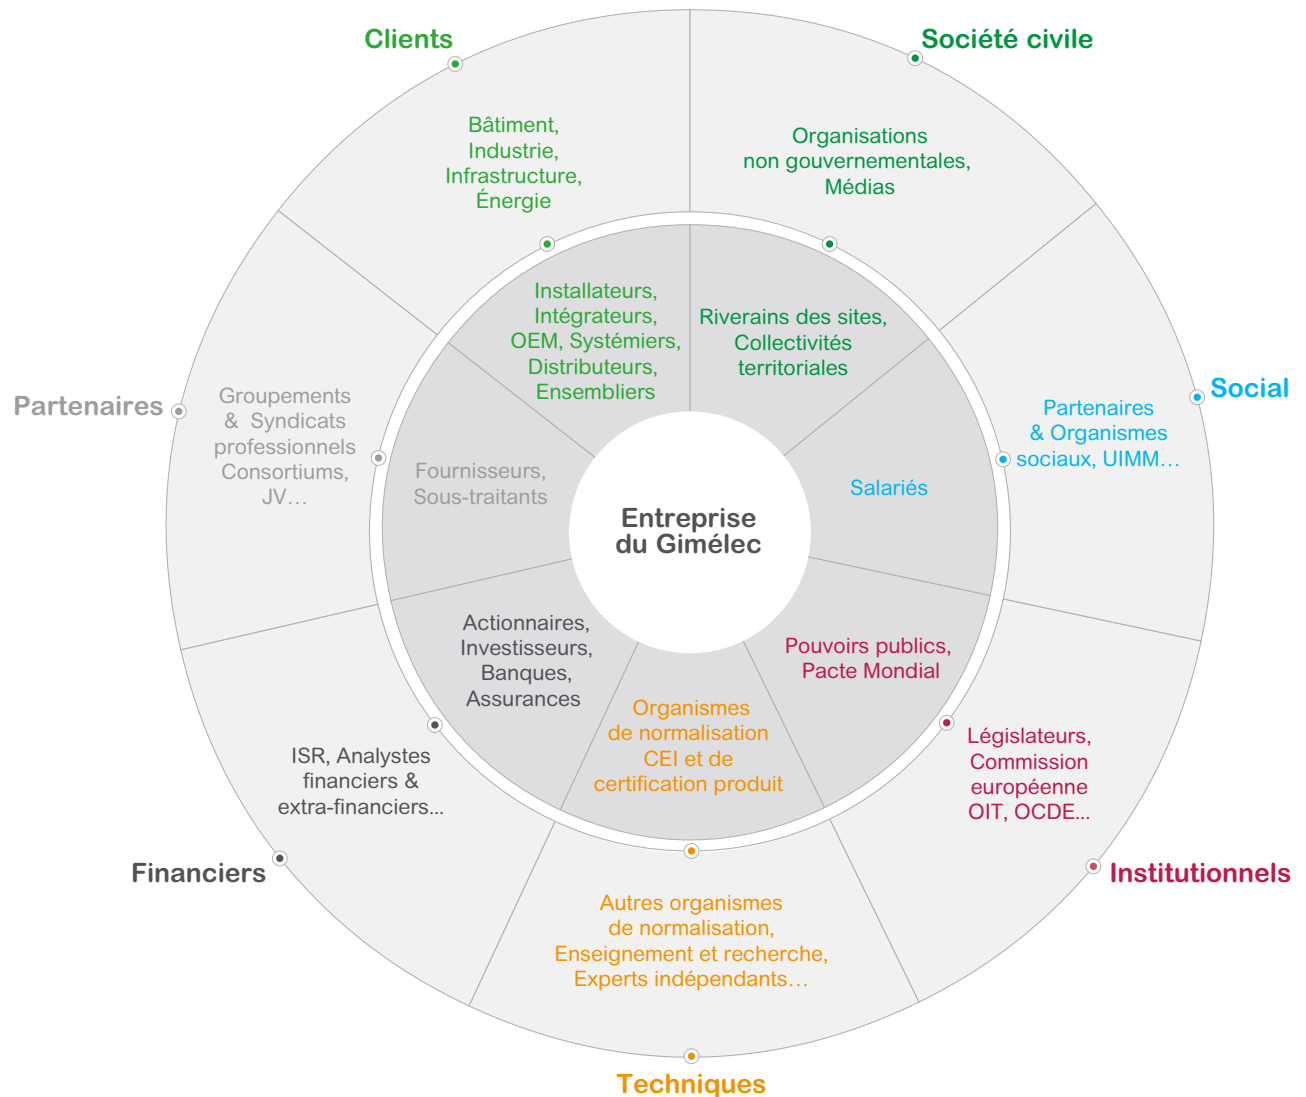 Clients
Société civile
Bâtiment,
Industrie,
Infrastructure,
Énergie
Organisations
non gouvernementales,
Médias
Installateurs,
Intégrateurs,
OEM, Systémiers,
Distributeurs,
Ensembliers
Riverains des sites,
Collectivités
territoriales
Partenaires
Groupements
& Syndicats
professionnels
Consortiums,
JV…
Fournisseurs,
Sous-traitants
Entreprise
du Gimélec
Salariés
Partenaires
& Organismes
sociaux, UIMM…
Social
Actionnaires,
Investisseurs,
Banques,
Assurances
Organismes
de normalisation
CEI et de
certification produit
Pouvoirs publics,
Pacte Mondial
ISR, Analystes
financiers &
extra-financiers...
Législateurs,
Commission
européenne
OIT, OCDE...
Financiers
Institutionnels
Autres organismes
de normalisation,
Enseignement et recherche,
Experts indépendants…
Techniques